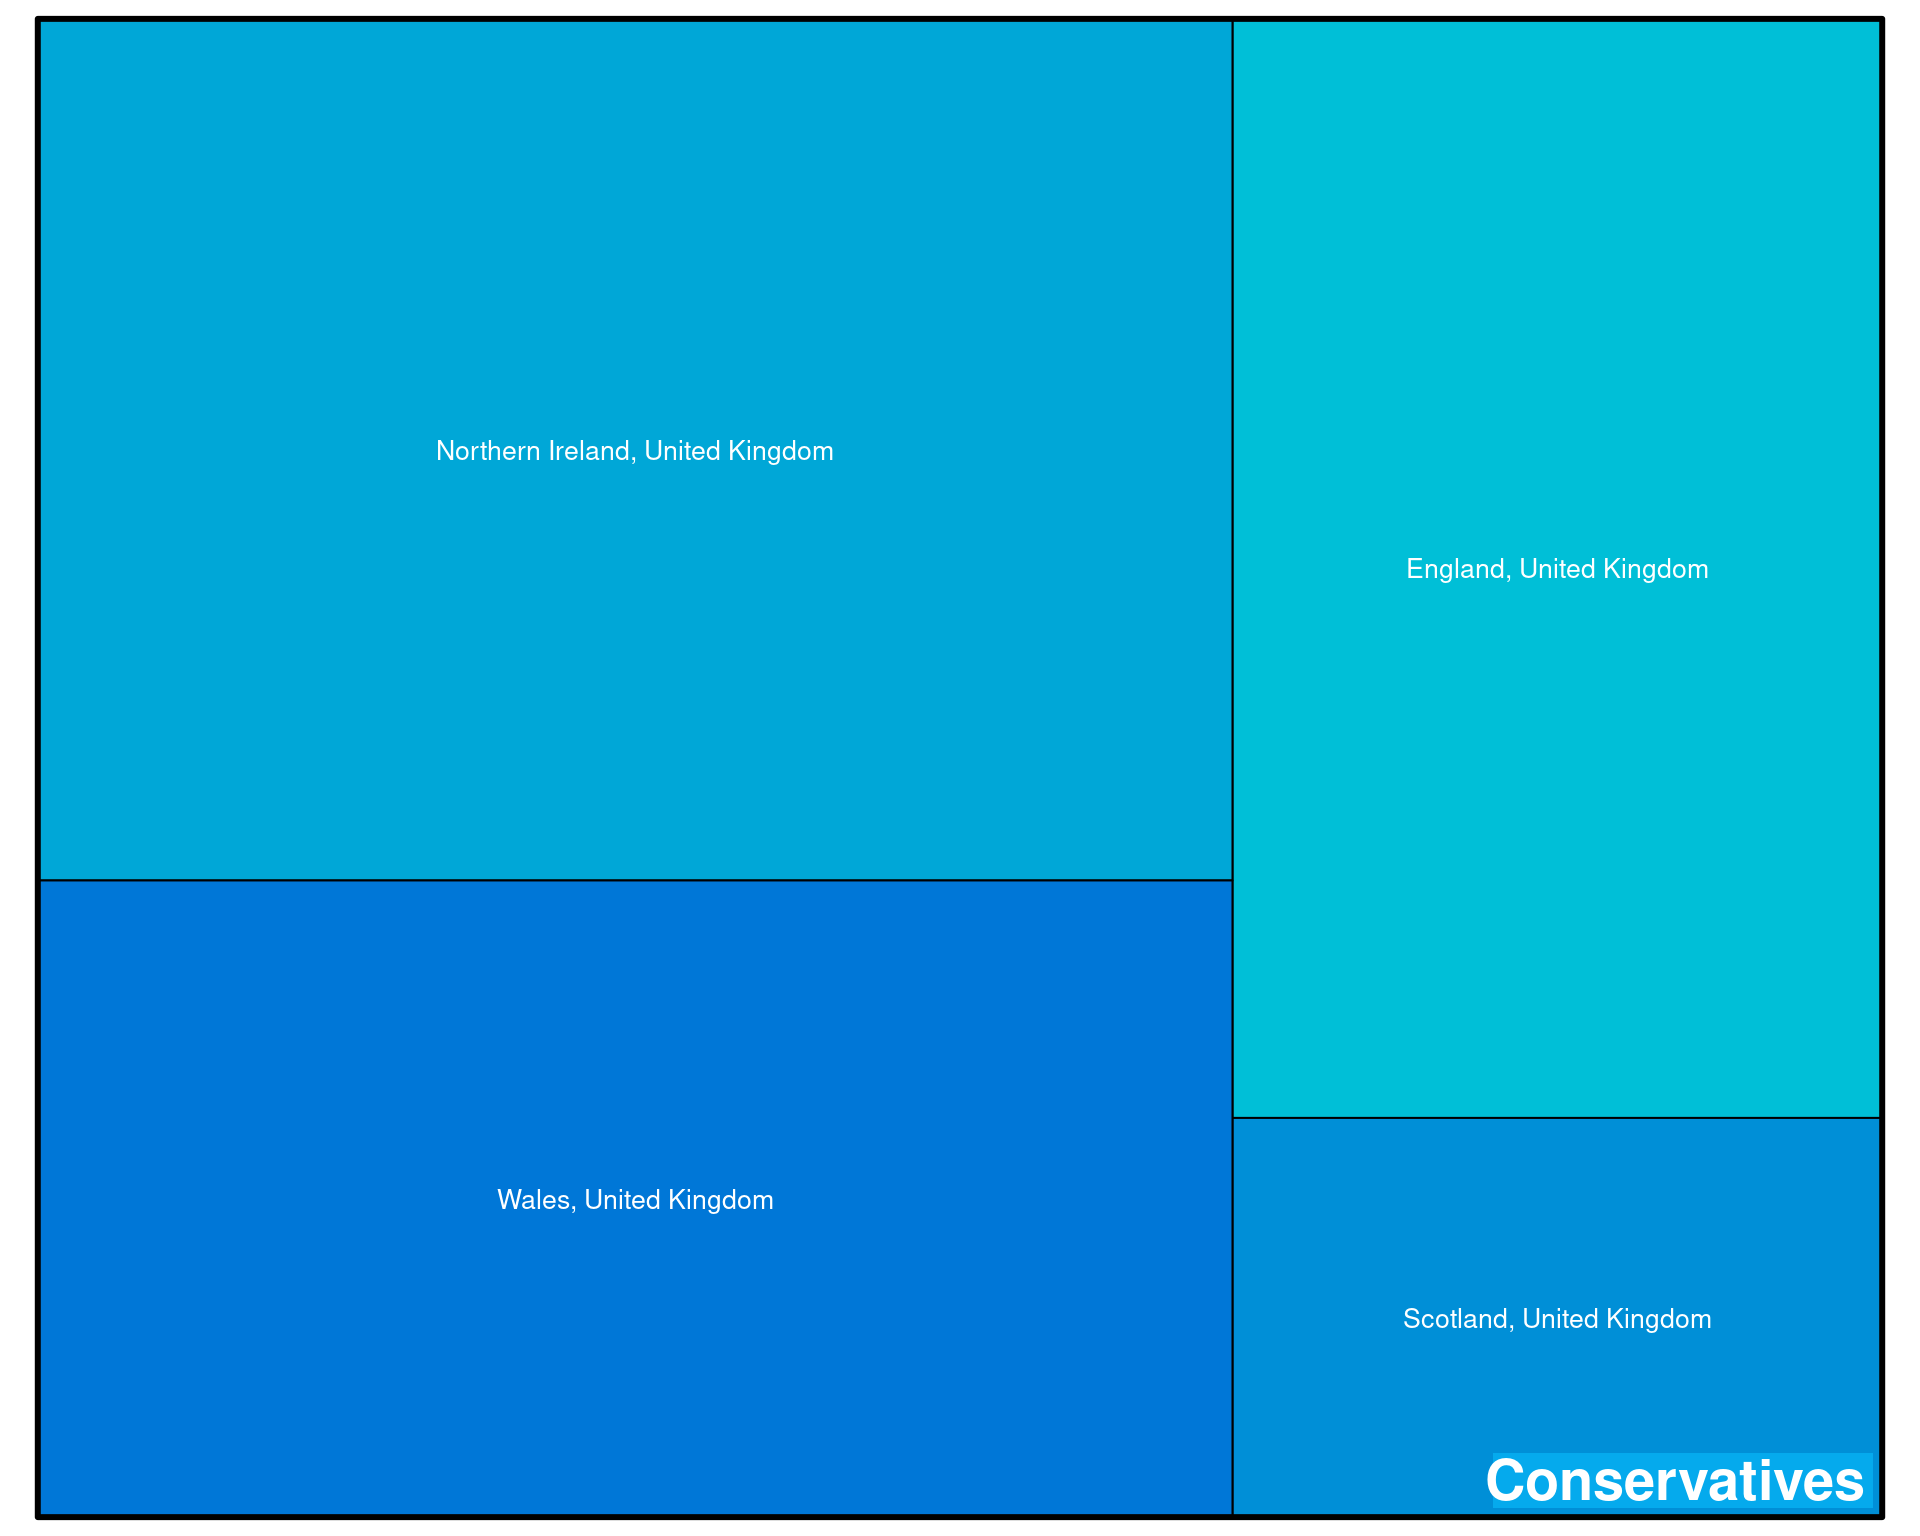 Northern Ireland, United Kingdom
England, United Kingdom
Wales, United Kingdom
Scotland, United Kingdom
Conservatives